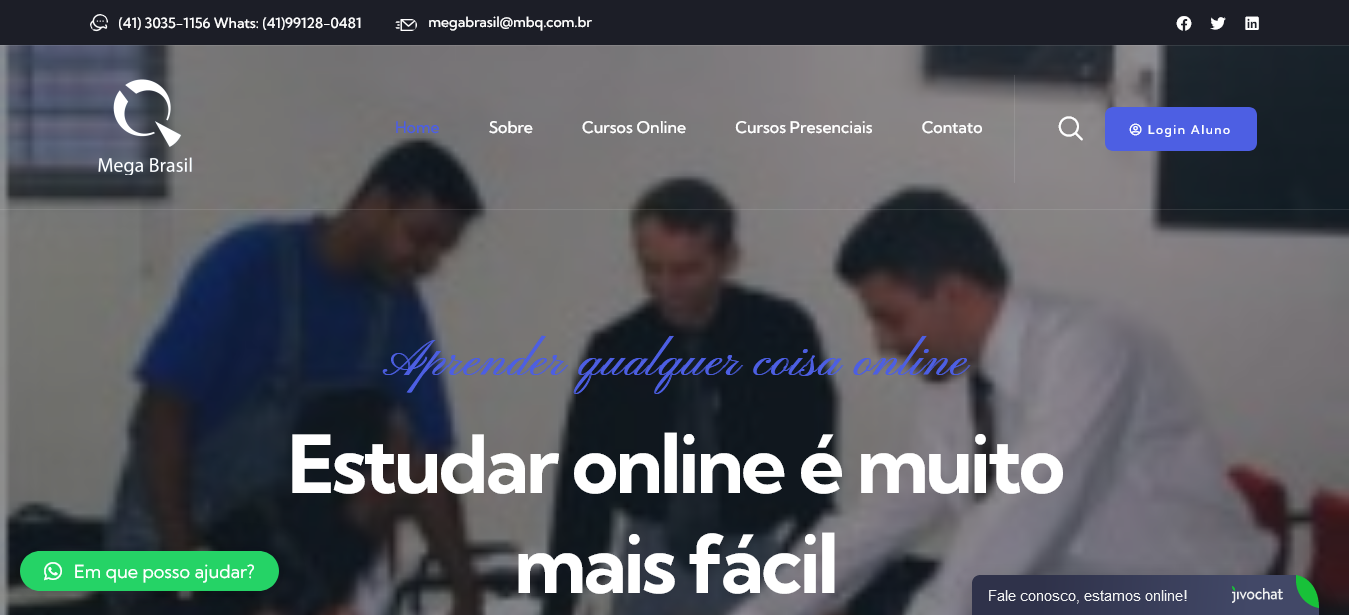 (41) 3035-1156 Whats: (41)99128-0481
megabrasil@mbq.com.br
Mega Brasil
Home
Sobre
Cursos Online
Cursos Presenciais
Contato
Login Aluno
Aprender qualquer coisa online
Estudar online é muito
mais fácil
Em que posso ajudar?
Fale conosco, estamos online!
jivochat